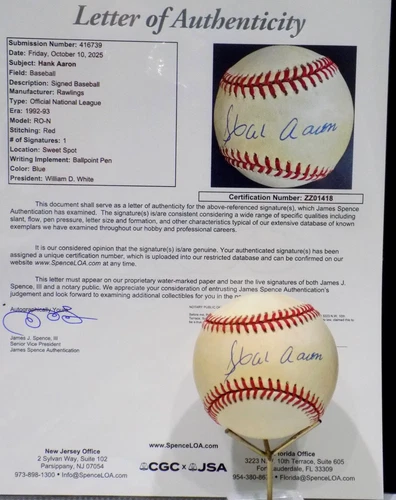 Letter of Authenticity
Submission Number: 416739
Date: Friday, October 10, 2025
Subject: Hank Aaron
Field: Baseball
Description: Signed Baseball
Manufacturer: Rawlings
Type: Official National League
Era: 1992-93
Model: RO-N
Stitching: Red
# of Signatures: 1
Location: Sweet Spot
Writing Implement: Ballpoint Pen
Color: Blue
President: William D. White
Hank Aaron
Certification Number: ZZ01418
This document shall serve as a letter of authenticity for the above-referenced signature(s), which James Spence
Authentication has examined. The signature(s) is/are consistent considering a wide range of specific qualities including
slant, flow, pen pressure, letter size and formation, and other characteristics typical of our extensive database of known
exemplars we have examined throughout our hobby and professional careers.
It is our considered opinion that the signature(s) is/are genuine. Your authenticated signature(s) has been
assigned a unique certification number, which is uploaded into our restricted database and can be confirmed on our
website www.SpenceLOA.com at any time.
This letter must appear on our proprietary water-marked paper and bear the live signatures of both James J.
Spence, III and a notary public. We appreciate your consideration of entrusting James Spence Authentication's
judgement and look forward to examining additional collectibles for you in the
Autographically Yours,
NOTARY PUBLIC OF
James J. Spence, III
Senior Vice President
James Spence Authentication
Hank Aaron
www.SpenceLOA.com
New Jersey Office
2 Sylvan Way, Suite 102
Parsippany, NJ 07054
973-898-1300 • Info@jsa
CGC x JSA
Florida Office
3223 N 10th Terrace, Suite 605
Fort Lauderdale, FL 33309
954-380-88